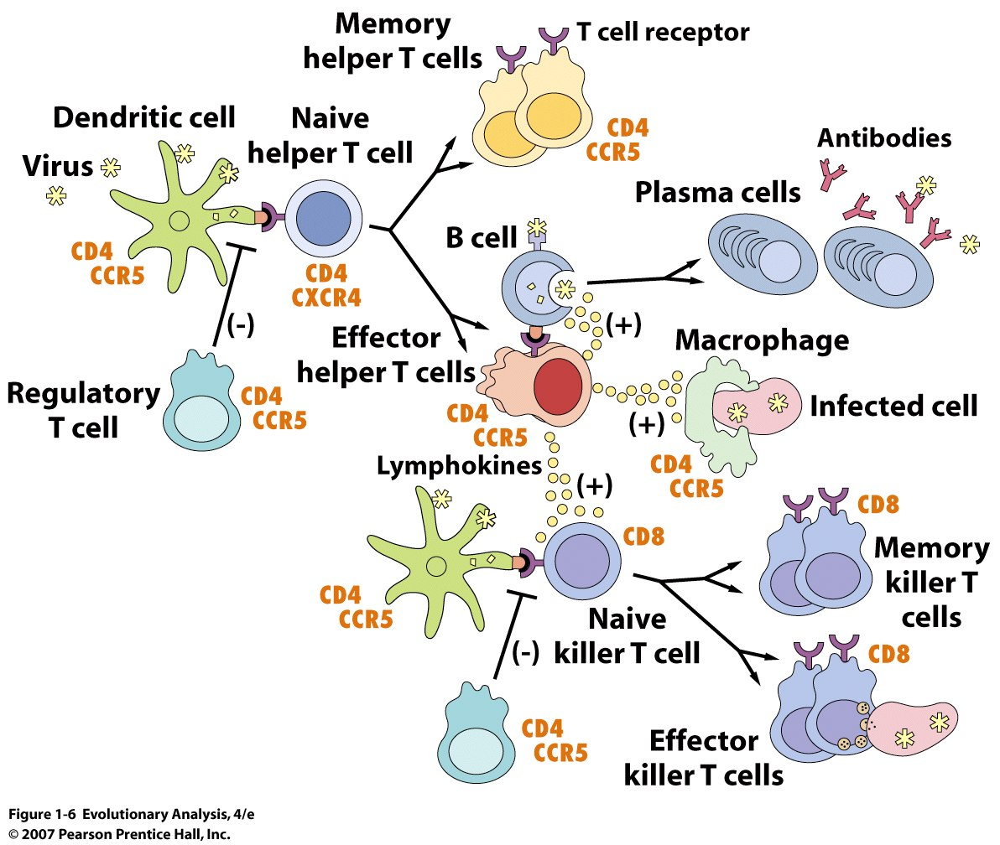 Memory
helper T cells
T cell receptor
CD4
CCR5
Dendritic cell
Virus
CD4
CCR5
Naive
helper T cell
CD4
CXCR4
Antibodies
Plasma cells
B cell
(+)
(-)
Regulatory
T cell
CD4
CCR5
Effector
helper T cells
CD4
CCR5
Macrophage
(+)
Infected cell
CD4
CCR5
Lymphokines
(+)
CD8
CD4
CCR5
Naive
killer T cell
(-)
CD4
CCR5
CD8
Memory
killer T
cells
CD8
Effector
killer T cells
Figure 1-6 Evolutionary Analysis, 4/e
© 2007 Pearson Prentice Hall, Inc.